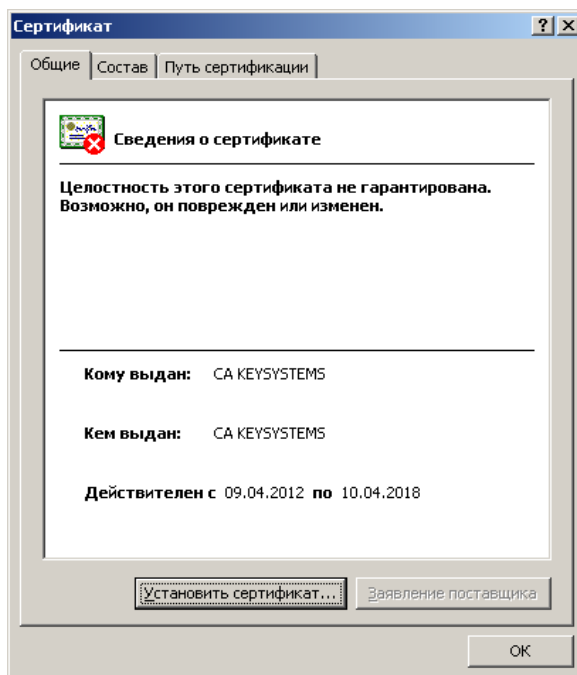 Сертификат
Общие Состав Путь сертификации
Сведения о сертификате
Целостность этого сертификата не гарантирована.
Возможно, он поврежден или изменен.
Кому выдан: CA KEYSYSTEMS
Кем выдан: CA KEYSYSTEMS
Действителен с 09.04.2012 по 10.04.2018
Установить сертификат... Заявление поставщика
ОК